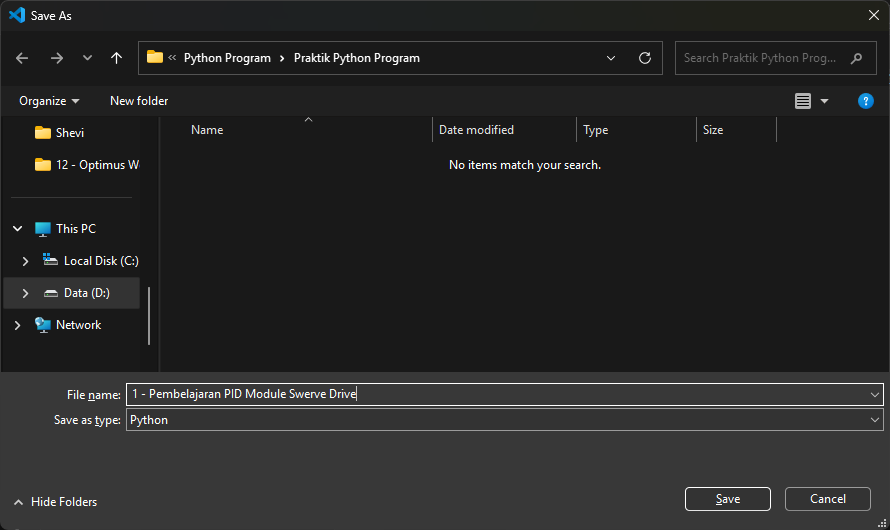 Save As
Python Program
Praktik Python Program
Search Praktik Python Prog...
Organize
New folder
?
Shevi
12 - Optimus W
This PC
Local Disk (C:)
Data (D:)
Network
Name
Date modified
Type
Size
No items match your search.
File name:
1 - Pembelajaran PID Module Swerve Drive
Save as type:
Python
Hide Folders
Save
Cancel